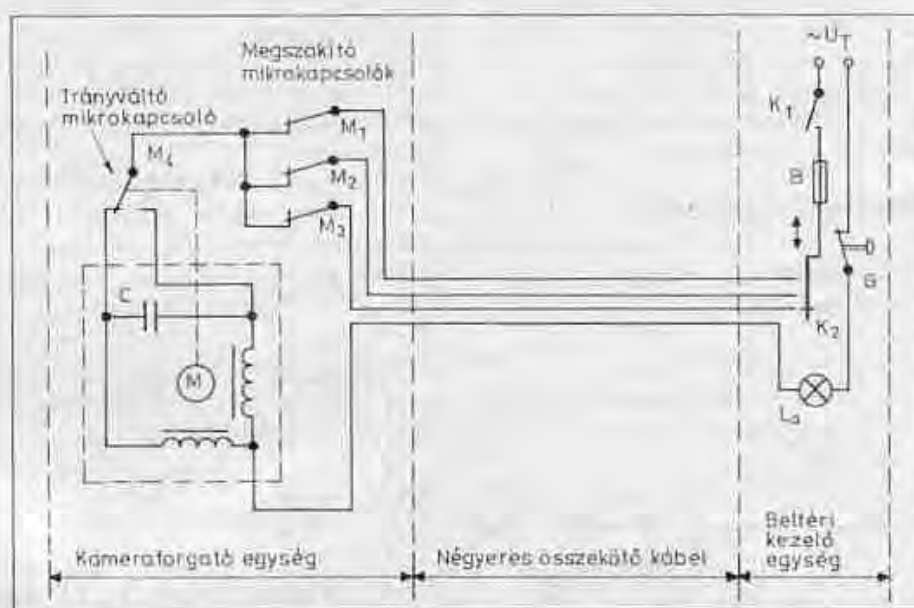 Megszakító
mikrokapcsolók
Irányváltó
mikrokapcsoló
M4
M1
M2
M3
C
M
~UT
K1
B
G
K2
La
Kameraforgató egység
Négyeres összekötő kábel
Beltéri
kezelő
egység